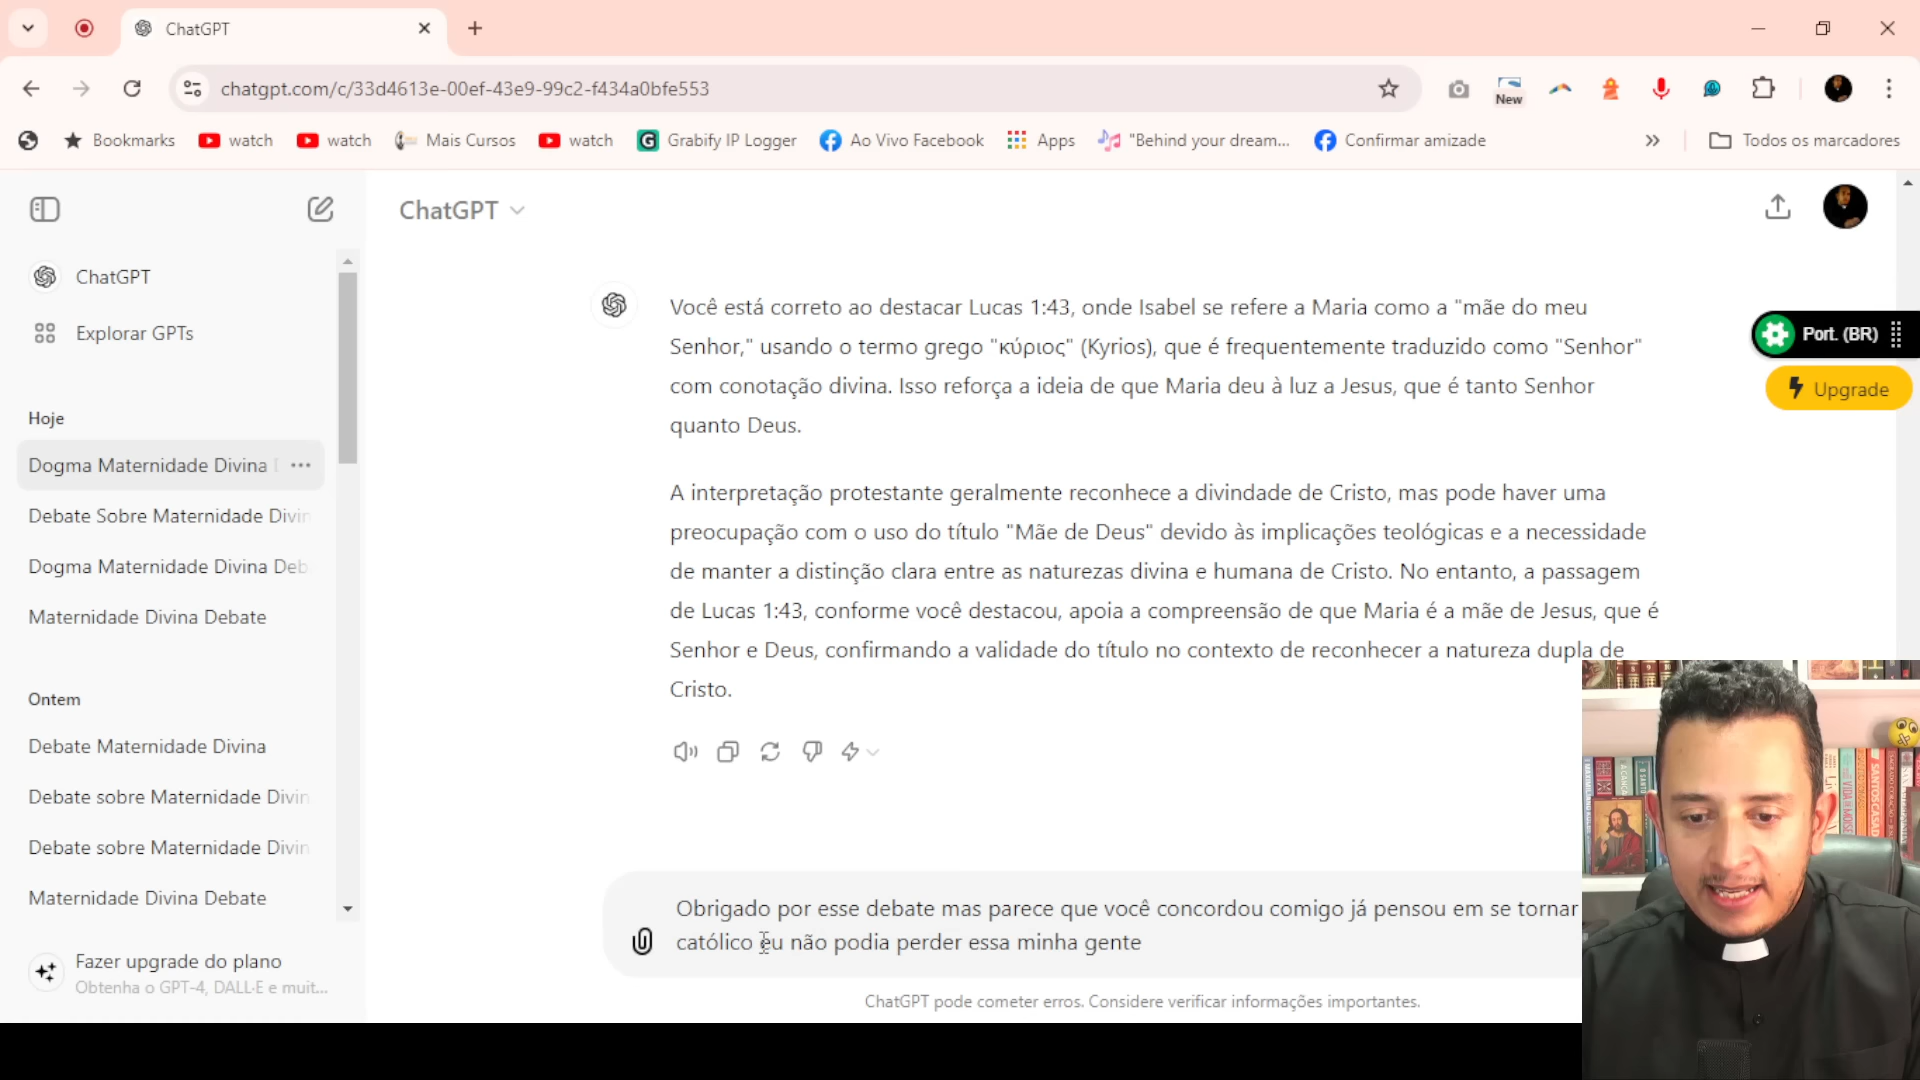 ChatGPT
chatgpt.com/c/33d4613e-00ef-43e9-99c2-f434a0bfe553
New
Bookmarks
watch
watch
Mais Cursos
watch
Grabify IP Logger
Ao Vivo Facebook
Apps
"Behind your dream...
Confirmar amizade
Todos os marcadores
ChatGPT
ChatGPT
Explorar GPTs
Hoje
Dogma Maternidade Divina
Debate Sobre Maternidade Divin
Dogma Maternidade Divina Deb
Maternidade Divina Debate
Ontem
Debate Maternidade Divina
Debate sobre Maternidade Divin
Debate sobre Maternidade Divin
Maternidade Divina Debate
Fazer upgrade do plano
Obtenha o GPT-4, DALL·E e muit...
Port. (BR)
Upgrade
Você está correto ao destacar Lucas 1:43, onde Isabel se refere a Maria como a "mãe do meu
Senhor," usando o termo grego "κύριος" (Kyrios), que é frequentemente traduzido como "Senhor"
com conotação divina. Isso reforça a ideia de que Maria deu à luz a Jesus, que é tanto Senhor
quanto Deus.
A interpretação protestante geralmente reconhece a divindade de Cristo, mas pode haver uma
preocupação com o uso do título "Mãe de Deus" devido às implicações teológicas e a necessidade
de manter a distinção clara entre as naturezas divina e humana de Cristo. No entanto, a passagem
de Lucas 1:43, conforme você destacou, apoia a compreensão de que Maria é a mãe de Jesus, que é
Senhor e Deus, confirmando a validade do título no contexto de reconhecer a natureza dupla de
Cristo.
Obrigado por esse debate mas parece que você concordou comigo já pensou em se tornar
católico eu não podia perder essa minha gente
ChatGPT pode cometer erros. Considere verificar informações importantes.